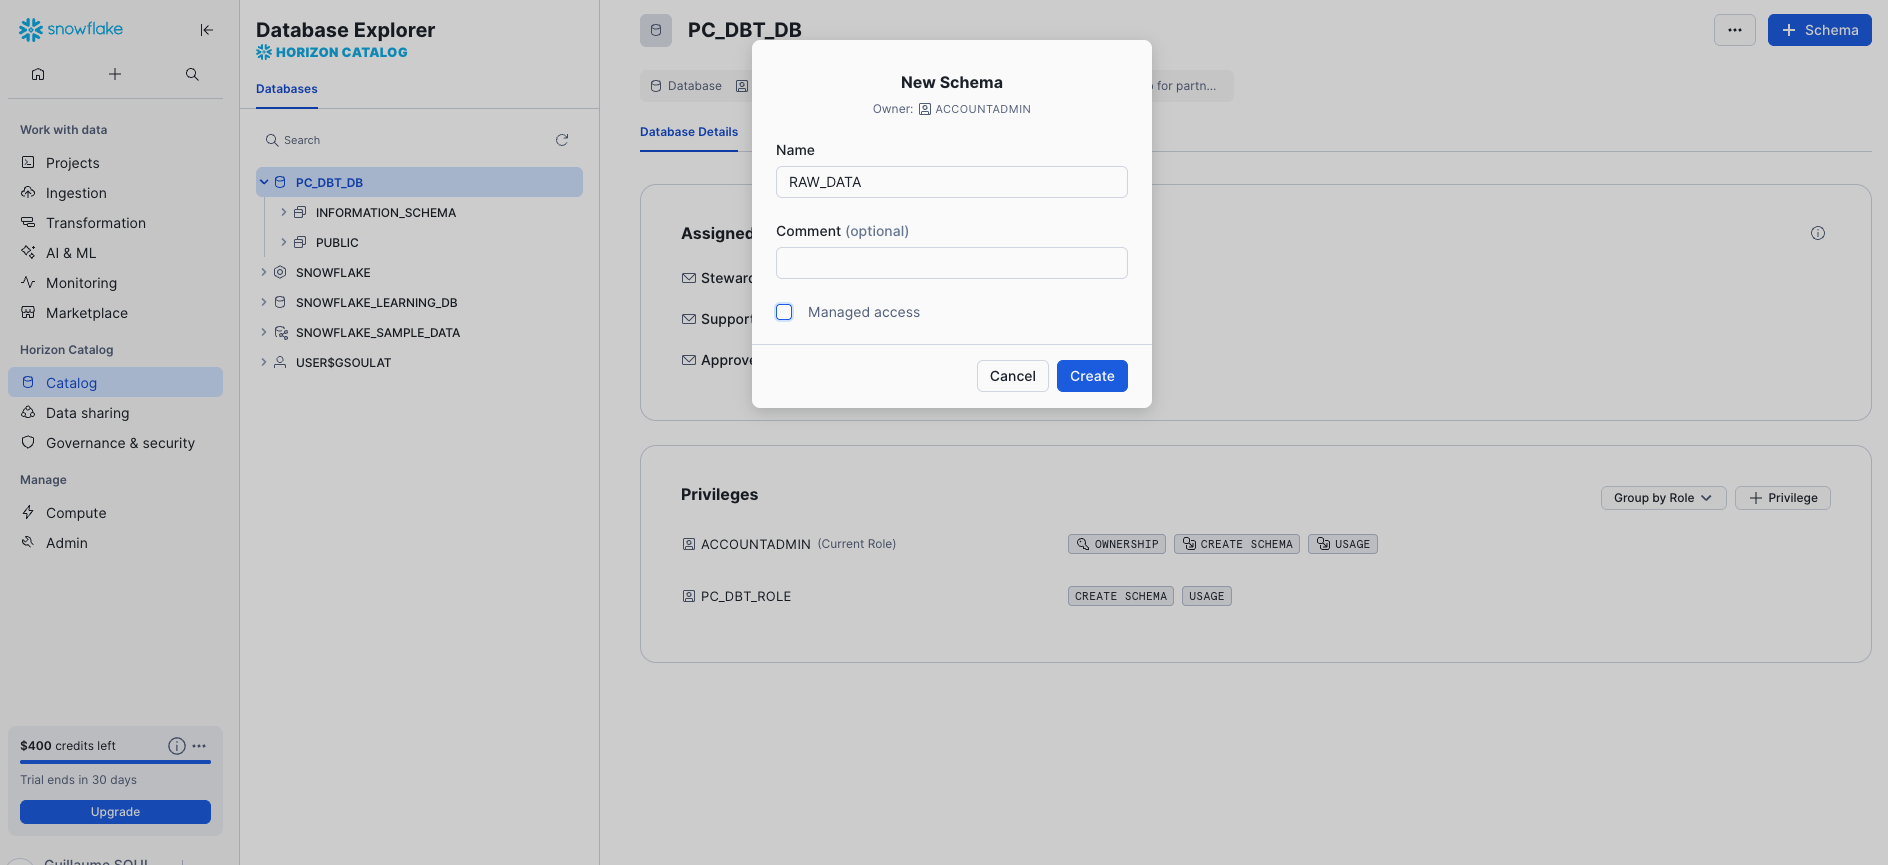 snowflake
Work with data
Projects
Ingestion
Transformation
AI & ML
Monitoring
Marketplace
Horizon Catalog
Catalog
Data sharing
Governance & security
Manage
Compute
Admin
$400 credits left
Trial ends in 30 days
Upgrade
Database Explorer
HORIZON CATALOG
Databases
Search
PC_DBT_DB
INFORMATION_SCHEMA
PUBLIC
SNOWFLAKE
SNOWFLAKE_LEARNING_DB
SNOWFLAKE_SAMPLE_DATA
USER$GSOULAT
PC_DBT_DB
Schema
Database
for partn...
Database Details
New Schema
Owner: ACCOUNTADMIN
Name
RAW_DATA
Comment (optional)
Managed access
Cancel
Create
Assigned
Privileges
Group by Role
Privilege
ACCOUNTADMIN (Current Role)
OWNERSHIP
CREATE SCHEMA
USAGE
PC_DBT_ROLE
CREATE SCHEMA
USAGE